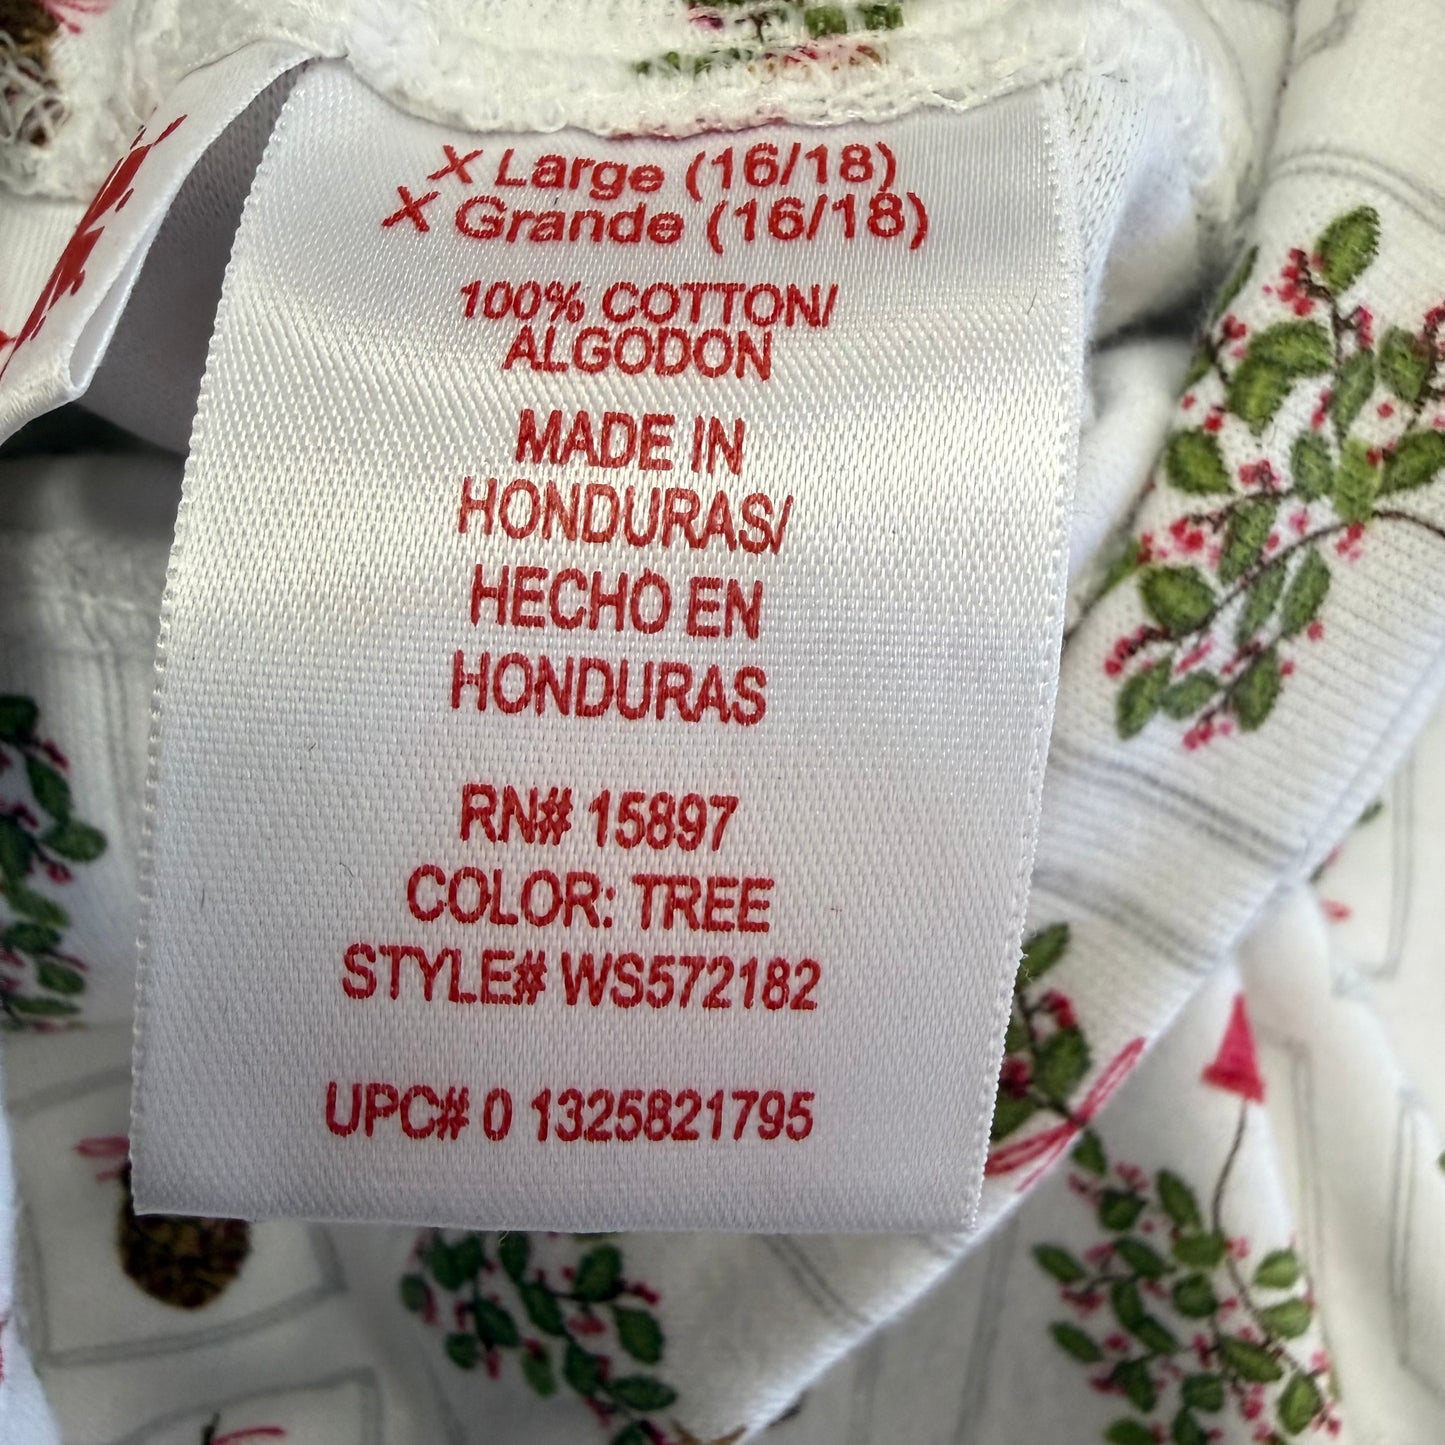 X Large (16/18)
X Grande (16/18)
100% COTTON/
ALGODON
MADE IN
HONDURAS/
HECHO EN
HONDURAS
RN# 15897
COLOR: TREE
STYLE# WS572182
UPC# 0 1325821795